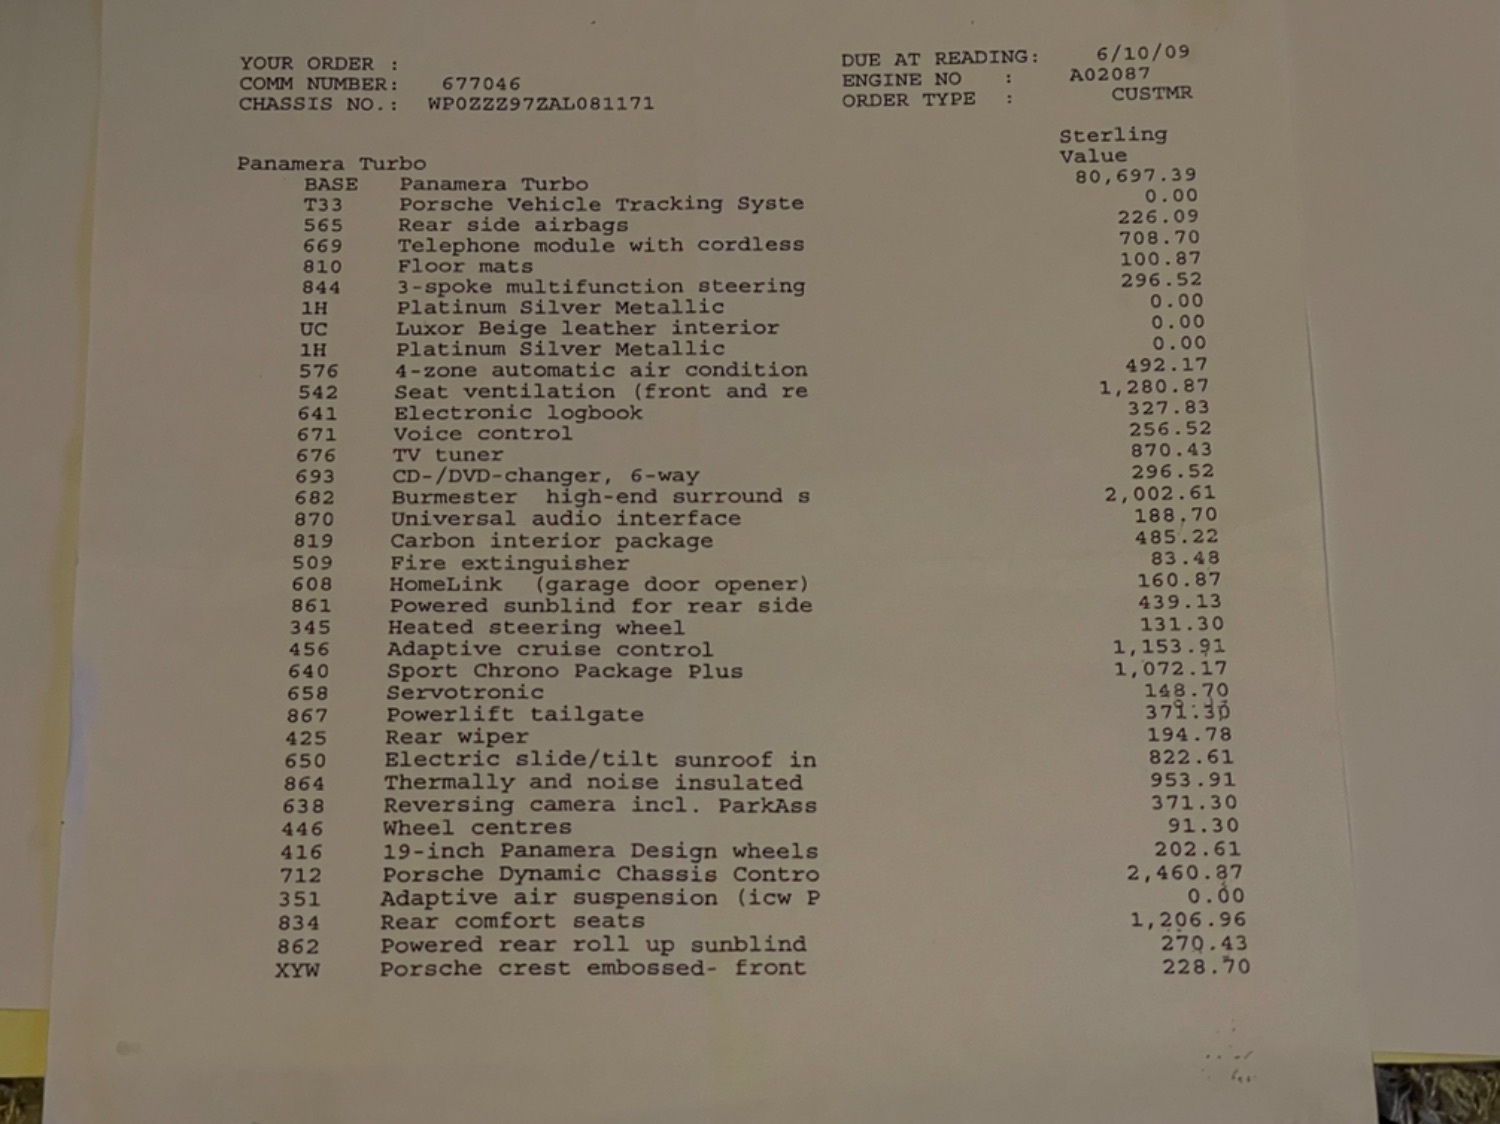 YOUR ORDER : DUE AT READING: 6/10/09
COMM NUMBER: 677046 ENGINE NO : A02087
CHASSIS NO.: WP0ZZZ97ZAL081171 ORDER TYPE : CUSTMR
Sterling
Panamera Turbo Value
BASE Panamera Turbo 80,697.39
T33 Porsche Vehicle Tracking Syste 0.00
565 Rear side airbags 226.09
669 Telephone module with cordless 708.70
810 Floor mats 100.87
844 3-spoke multifunction steering 296.52
1H Platinum Silver Metallic 0.00
UC Luxor Beige leather interior 0.00
1H Platinum Silver Metallic 0.00
576 4-zone automatic air condition 492.17
542 Seat ventilation (front and re 1,280.87
641 Electronic logbook 327.83
671 Voice control 256.52
676 TV tuner 870.43
693 CD-/DVD-changer, 6-way 296.52
682 Burmester high-end surround s 2,002.61
870 Universal audio interface 188.70
819 Carbon interior package 485.22
509 Fire extinguisher 83.48
608 HomeLink (garage door opener) 160.87
861 Powered sunblind for rear side 439.13
345 Heated steering wheel 131.30
456 Adaptive cruise control 1,153.91
640 Sport Chrono Package Plus 1,072.17
658 Servotronic 148.70
867 Powerlift tailgate 371.30
425 Rear wiper 194.78
650 Electric slide/tilt sunroof in 822.61
864 Thermally and noise insulated 953.91
638 Reversing camera incl. ParkAss 371.30
446 Wheel centres 91.30
416 19-inch Panamera Design wheels 202.61
712 Porsche Dynamic Chassis Contro 2,460.87
351 Adaptive air suspension (icw P 0.00
834 Rear comfort seats 1,206.96
862 Powered rear roll up sunblind 270.43
XYW Porsche crest embossed- front 228.70